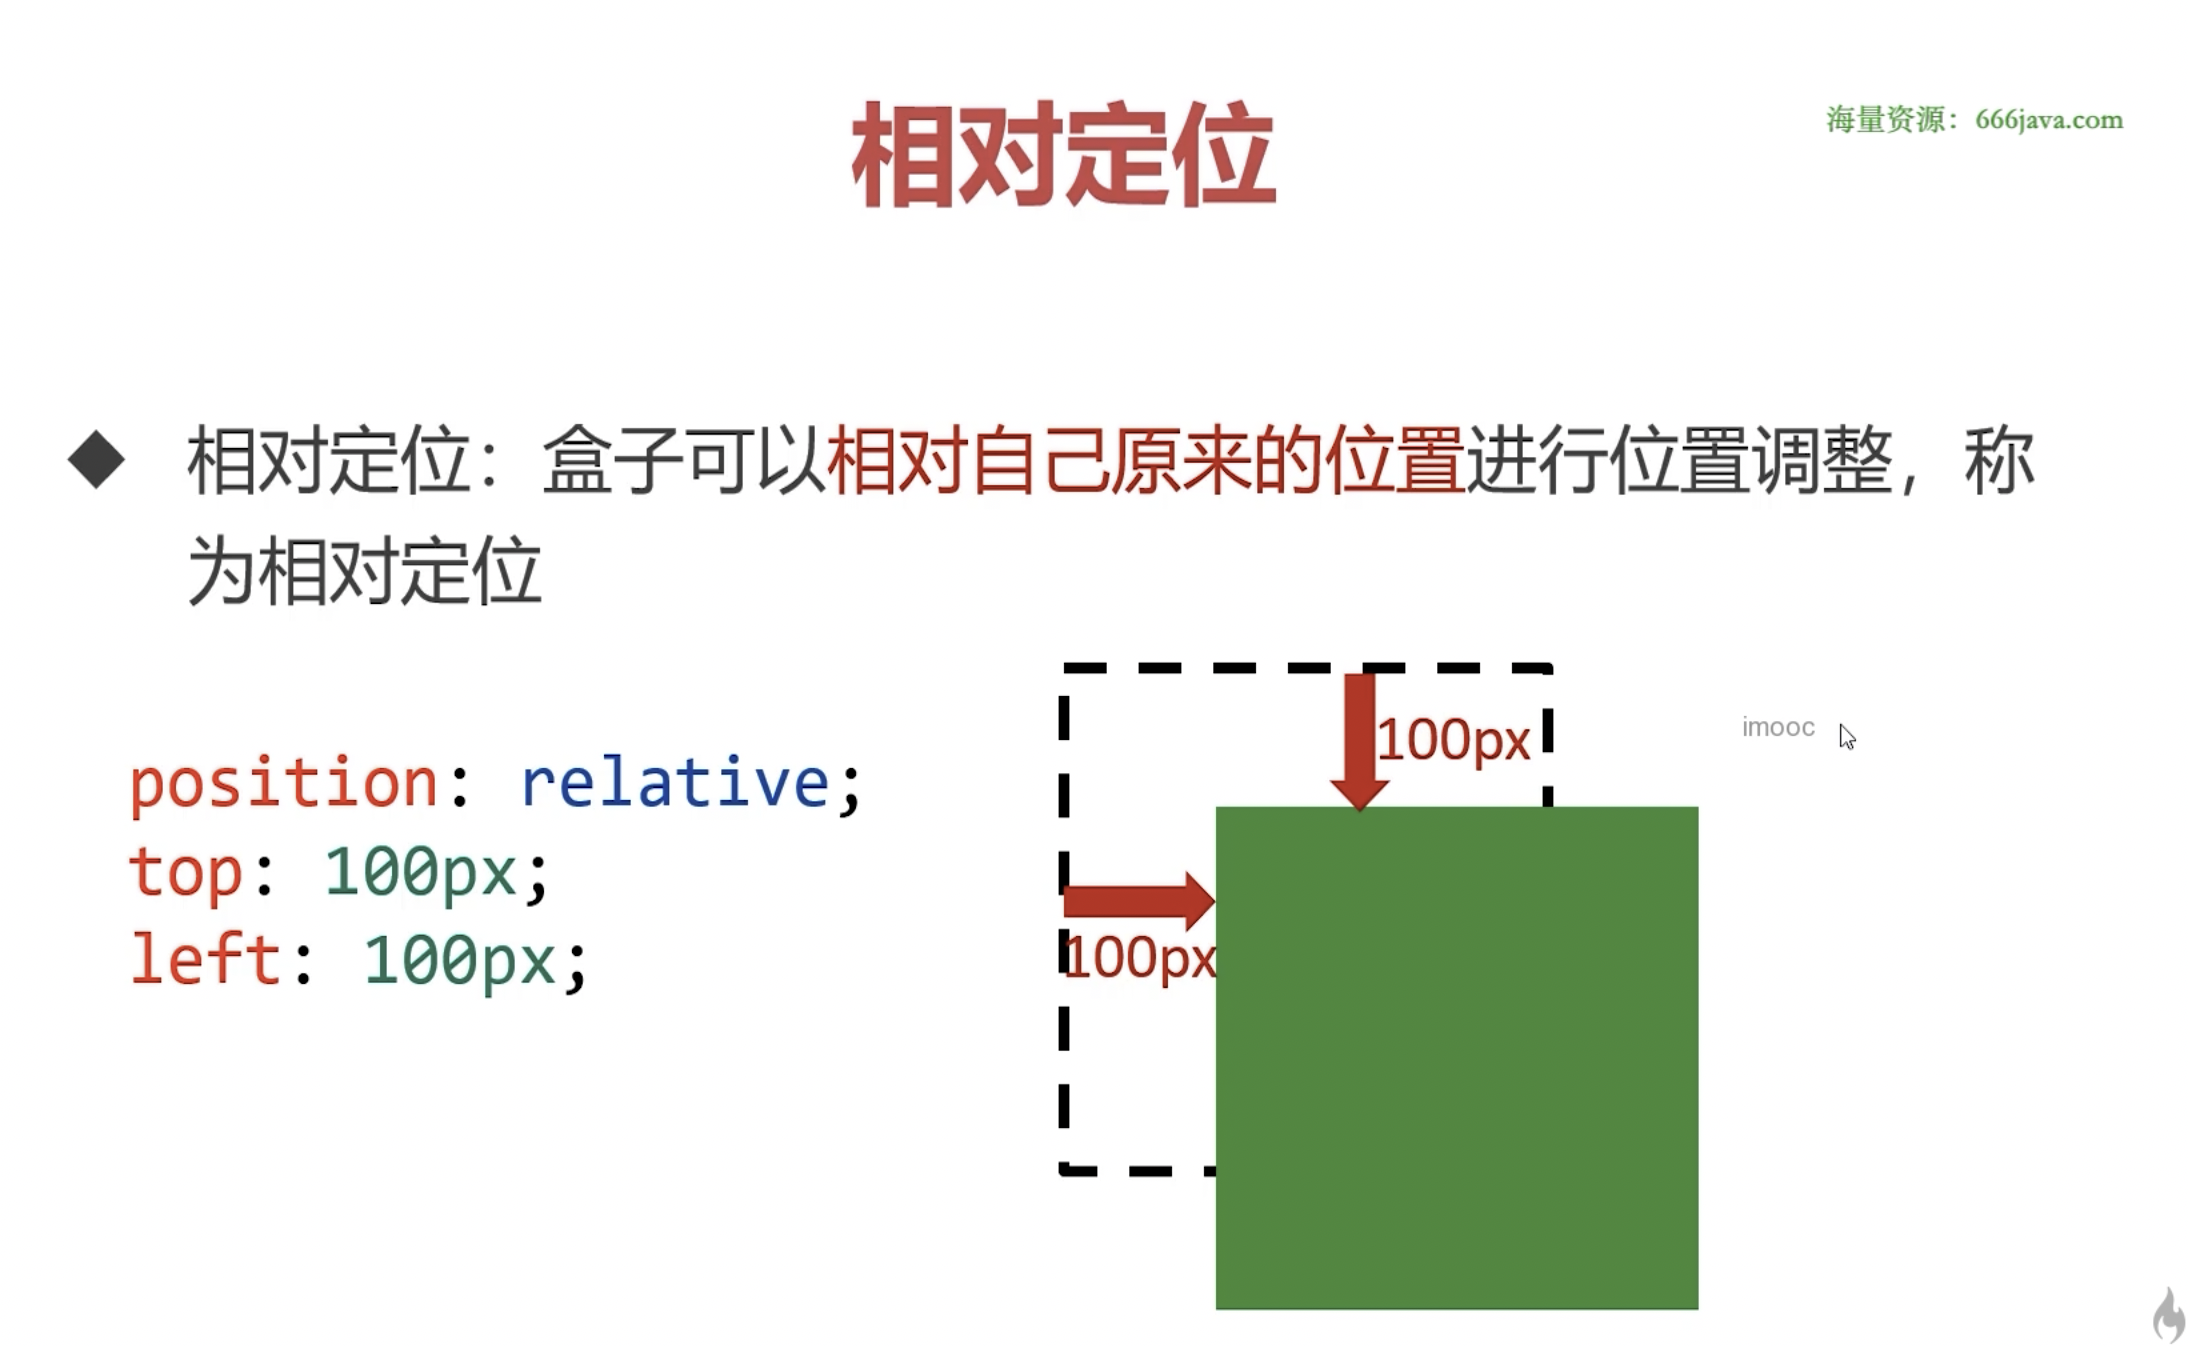 相对定位
海量资源：666java.com
◆ 相对定位：盒子可以相对自己原来的位置进行位置调整，称
为相对定位
100px
imooc
position: relative;
top: 100px;
left: 100px;
100px